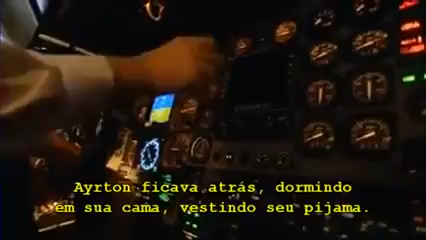 Ayrton ficava atrás, dormindo
em sua cama, vestindo seu pijama.